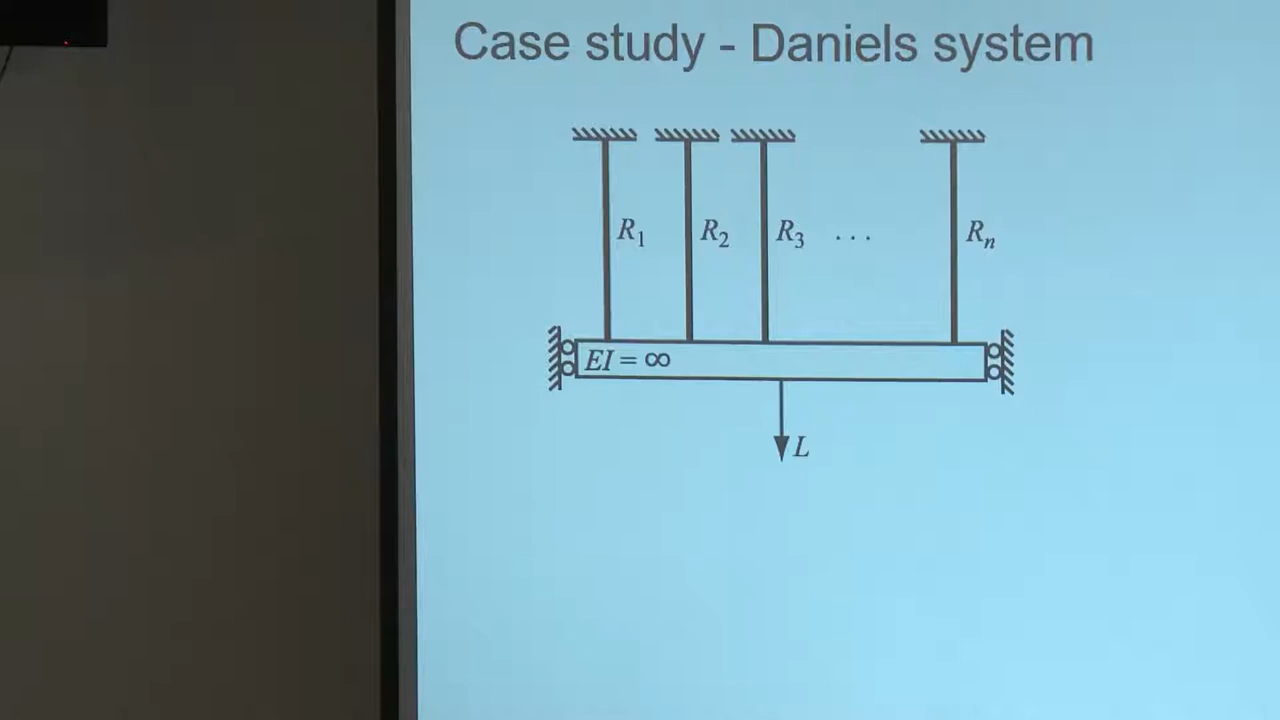 Case study - Daniels system
R₁ R₂ R₃ ... Rₙ
EI = ∞
L